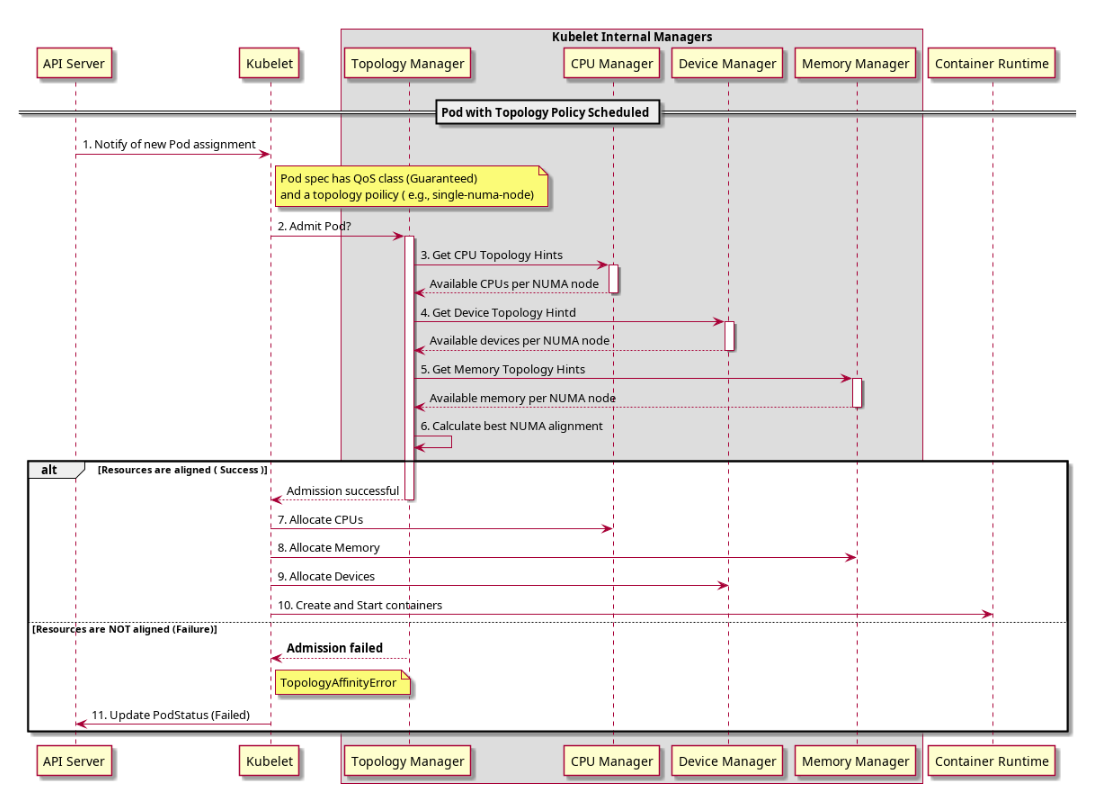 Kubelet Internal Managers
API Server
Kubelet
Topology Manager
CPU Manager
Device Manager
Memory Manager
Container Runtime
Pod with Topology Policy Scheduled
1. Notify of new Pod assignment
Pod spec has QoS class (Guaranteed)
and a topology poilicy ( e.g., single-numa-node)
2. Admit Pod?
3. Get CPU Topology Hints
Available CPUs per NUMA node
4. Get Device Topology Hintd
Available devices per NUMA node
5. Get Memory Topology Hints
Available memory per NUMA node
6. Calculate best NUMA alignment
alt
[Resources are aligned ( Success )]
Admission successful
7. Allocate CPUs
8. Allocate Memory
9. Allocate Devices
10. Create and Start containers
[Resources are NOT aligned (Failure)]
Admission failed
TopologyAffinityError
11. Update PodStatus (Failed)
API Server
Kubelet
Topology Manager
CPU Manager
Device Manager
Memory Manager
Container Runtime